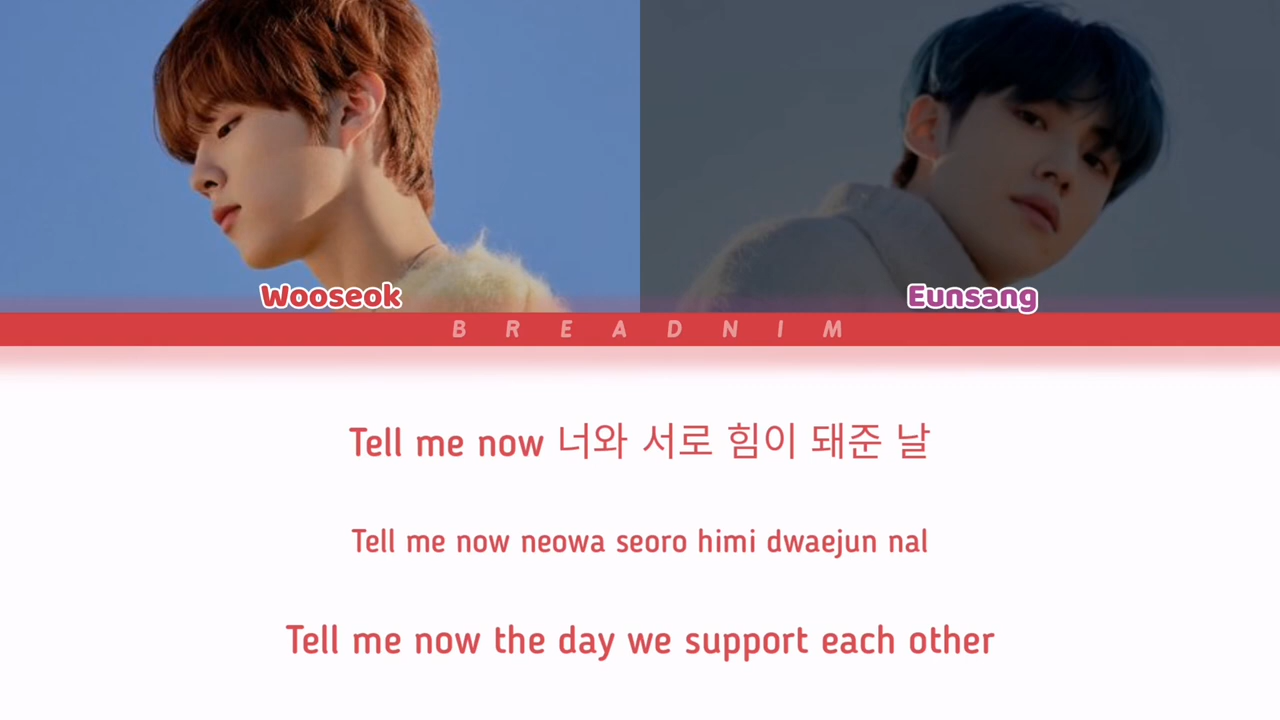 Wooseok
Eunsang
BREADNIM
Tell me now 너와 서로 힘이 돼준 날
Tell me now neowa seoro himi dwaejun nal
Tell me now the day we support each other